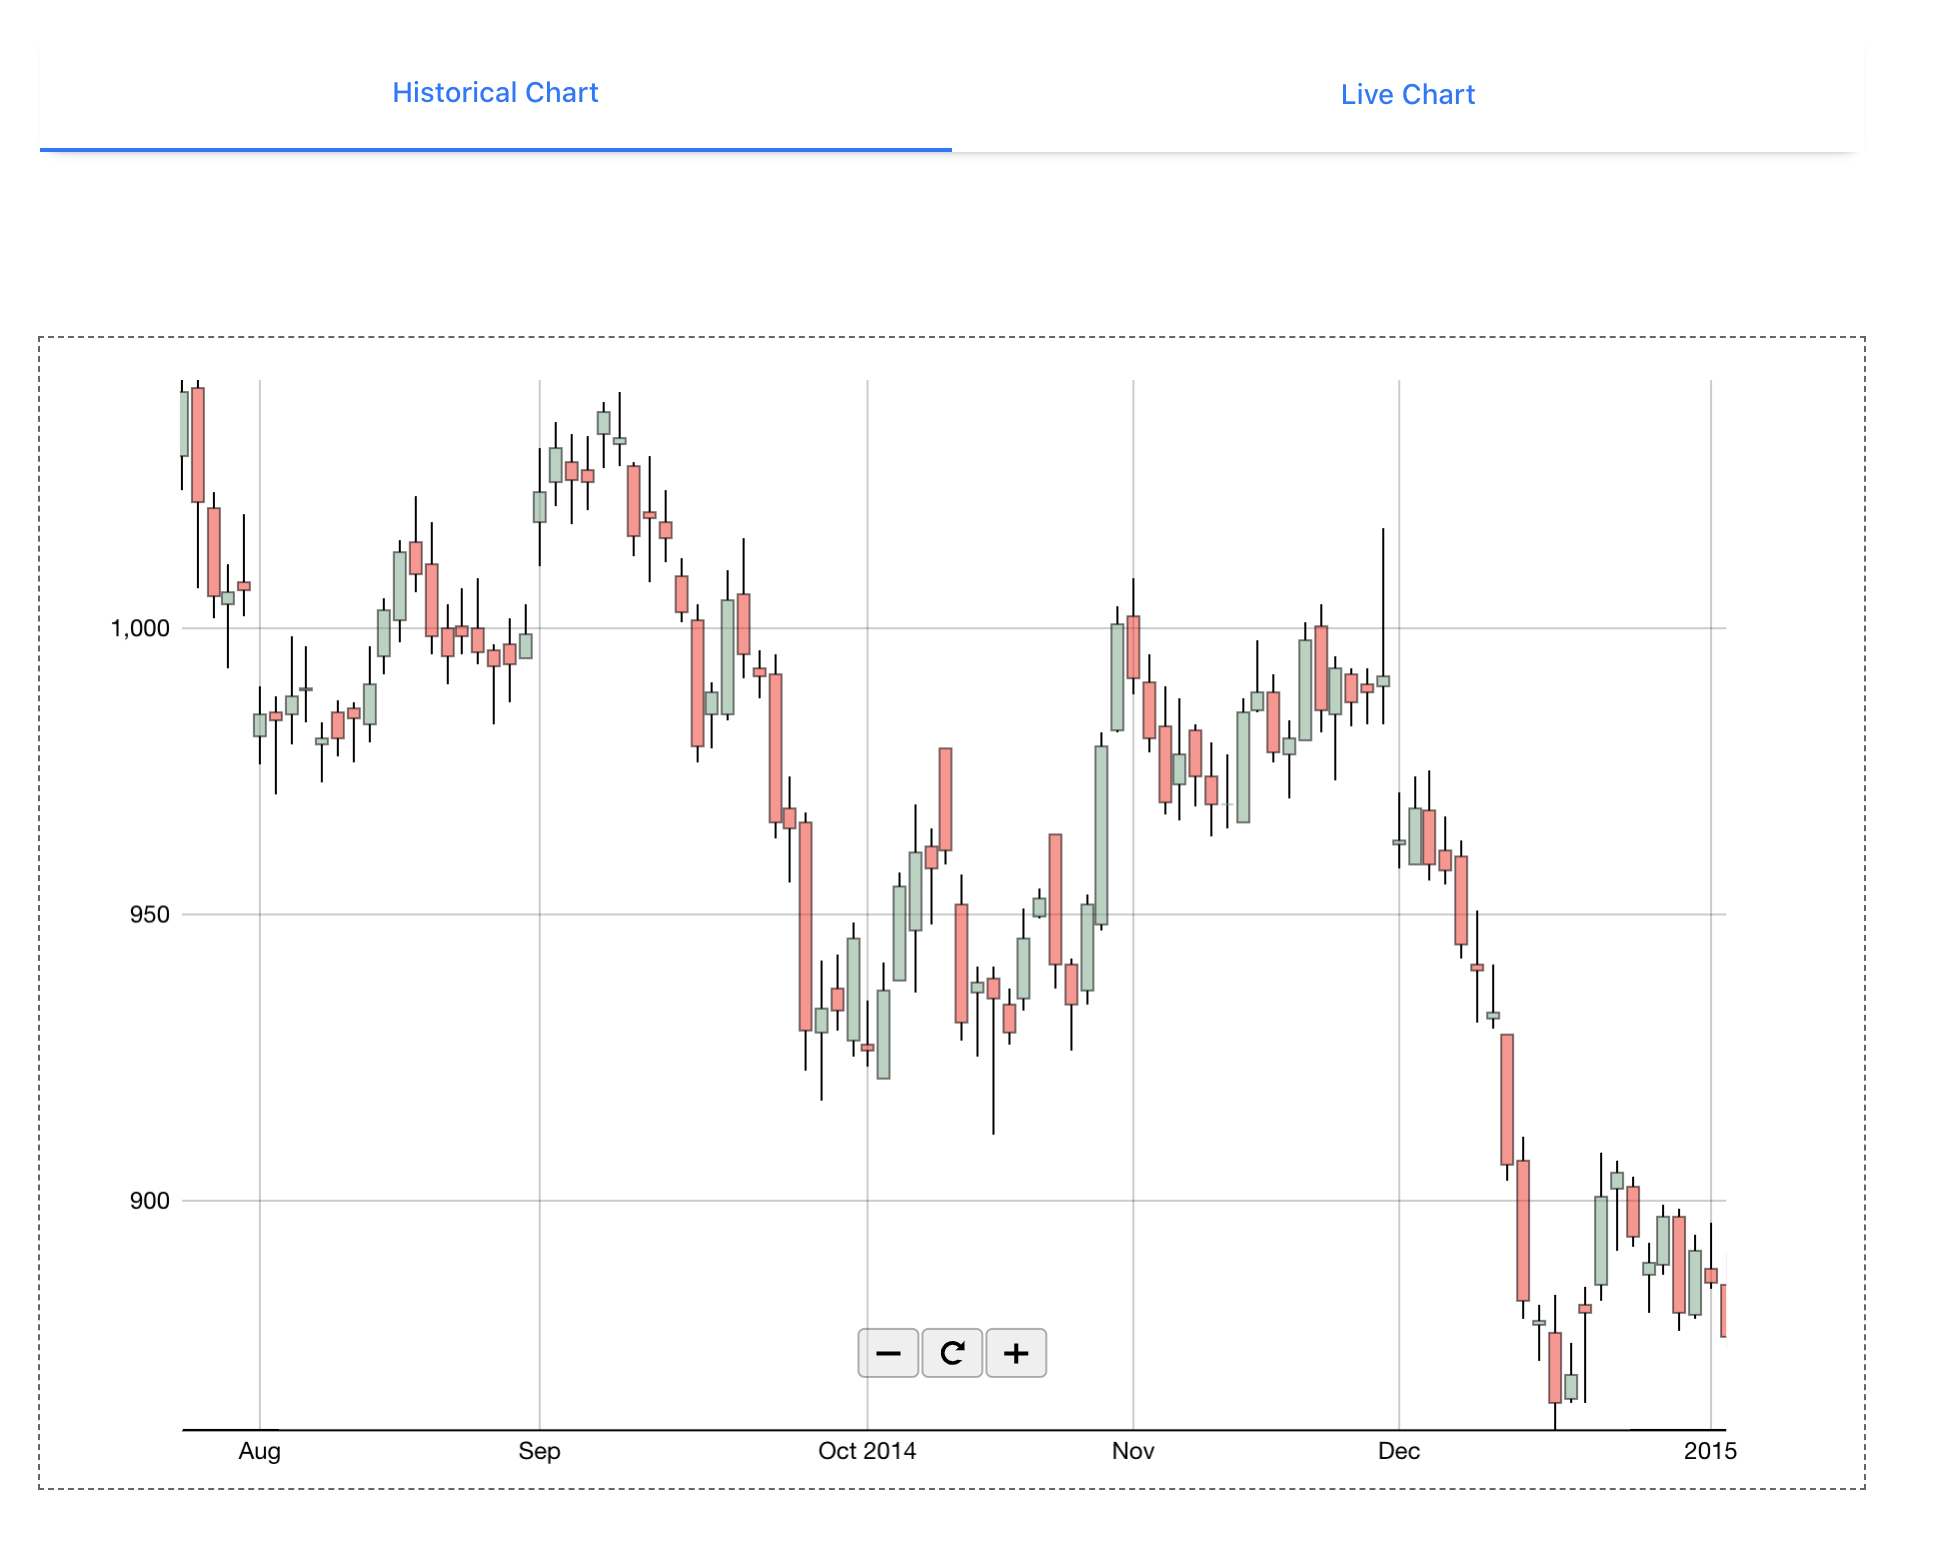 Historical Chart
Live Chart
1,000
950
900
Aug
Sep
Oct 2014
Nov
Dec
2015